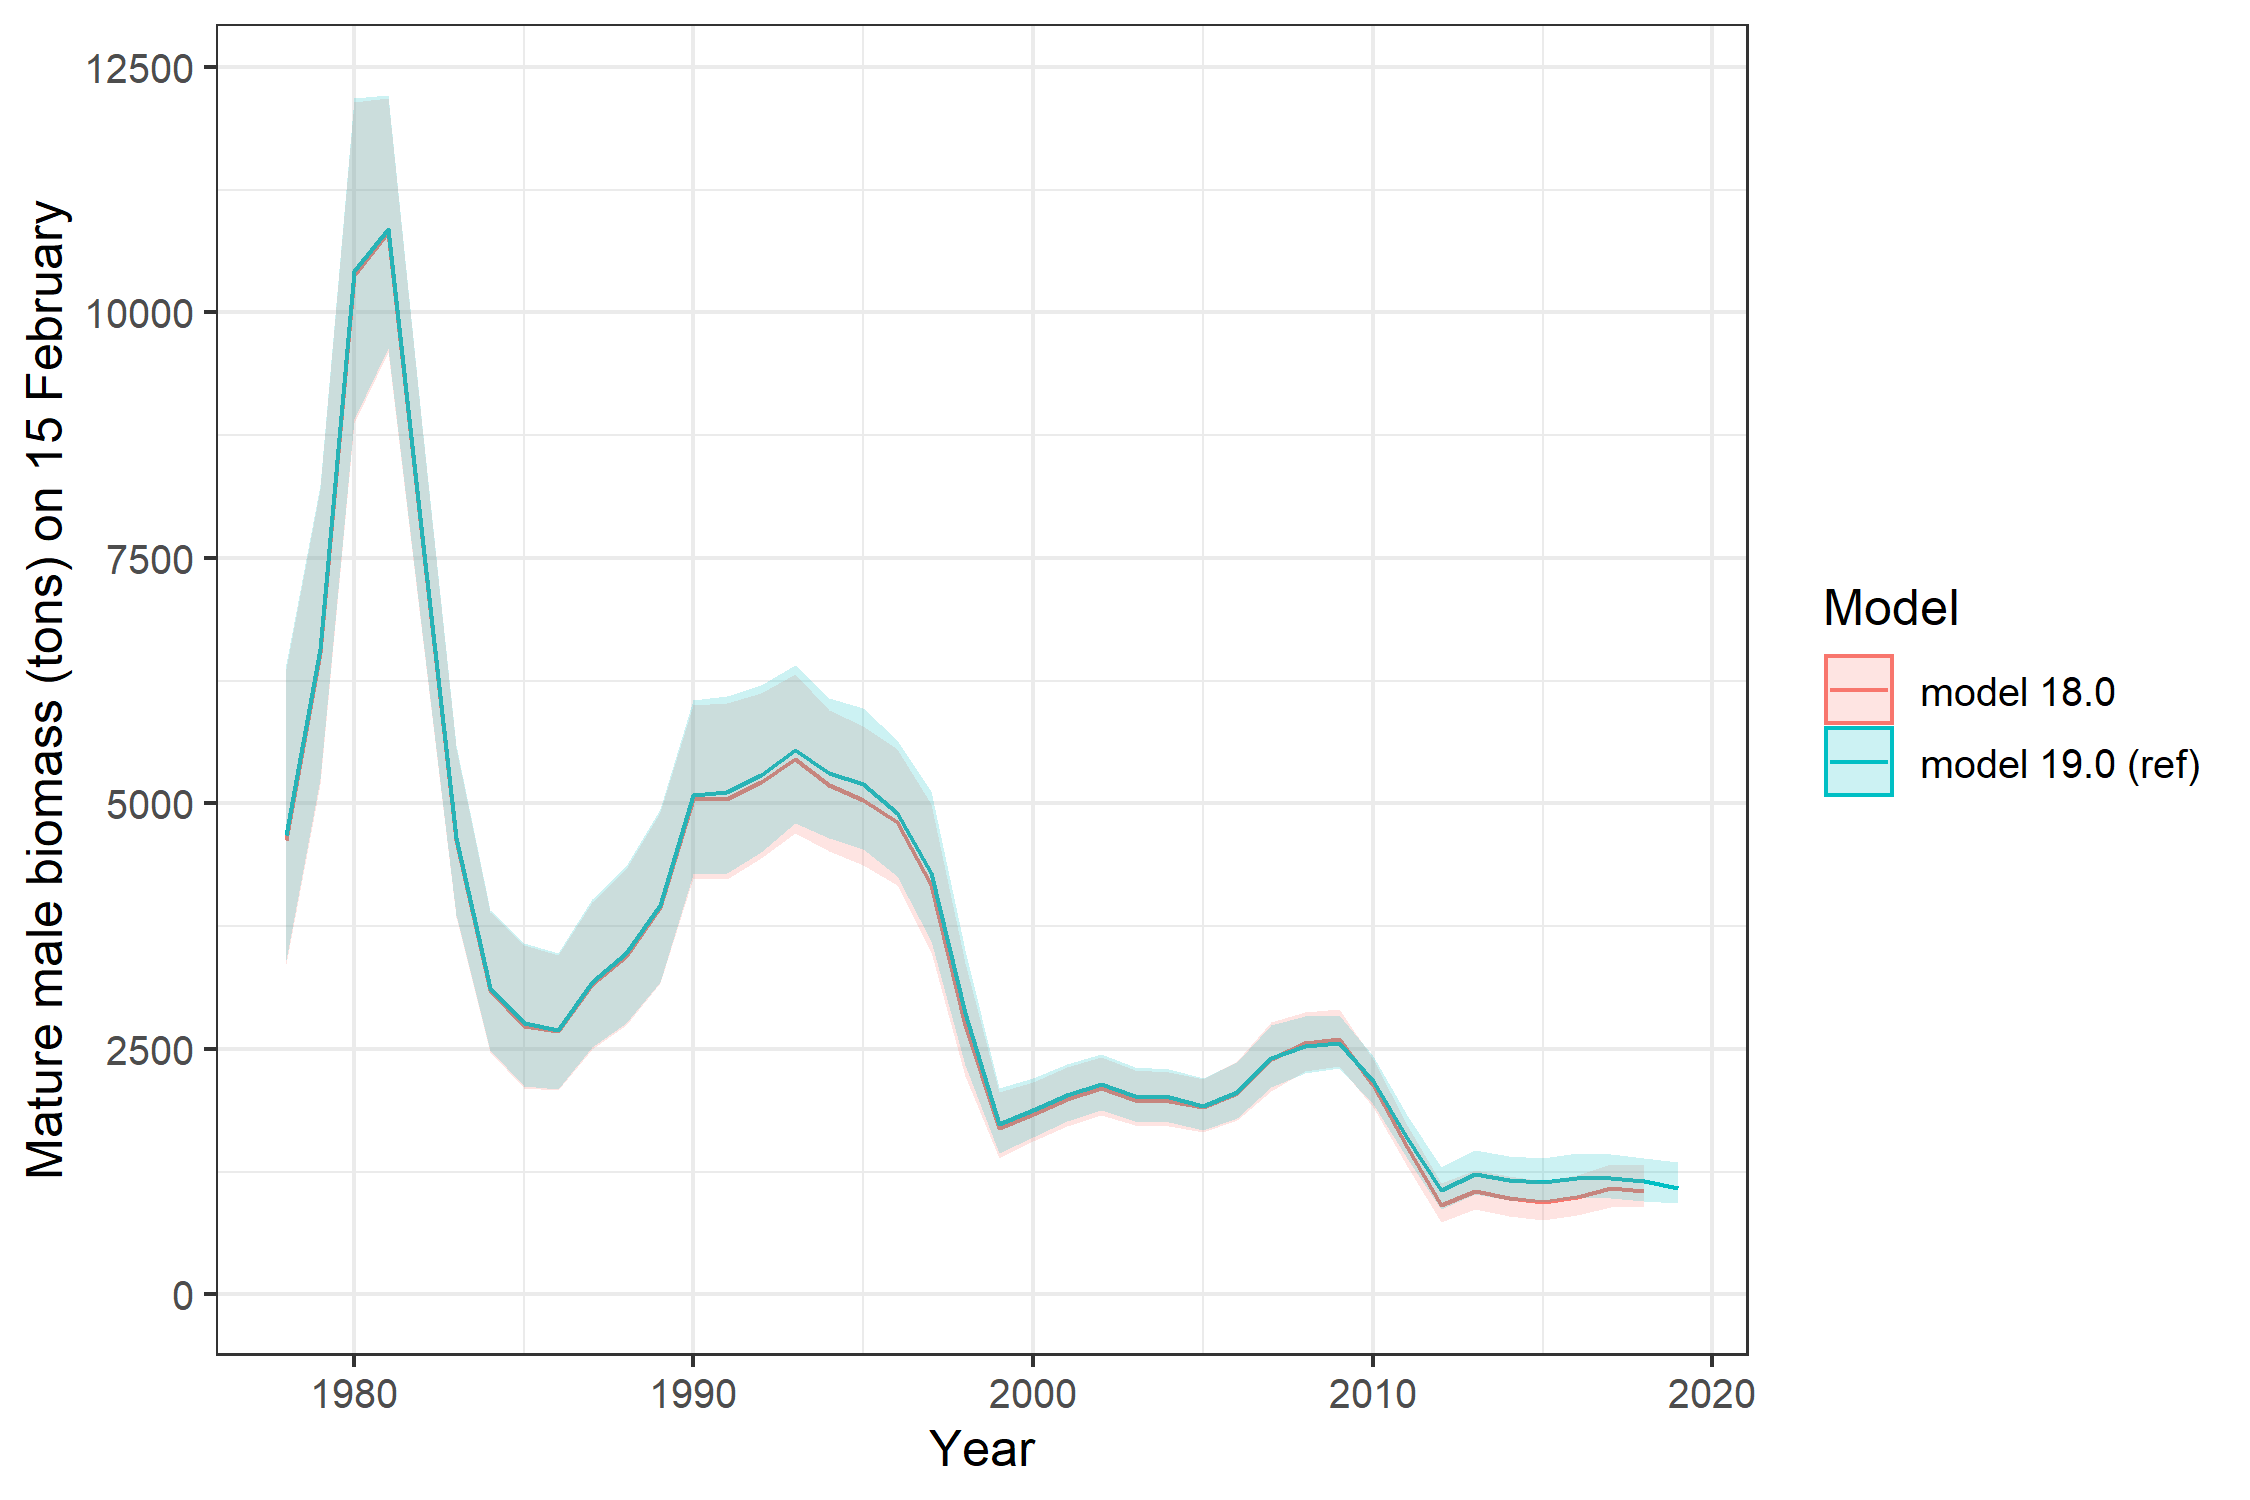 Mature male biomass (tons) on 15 February
12500
10000
7500
5000
2500
0
1980 1990 2000 2010 2020
Year
Model
model 18.0
model 19.0 (ref)